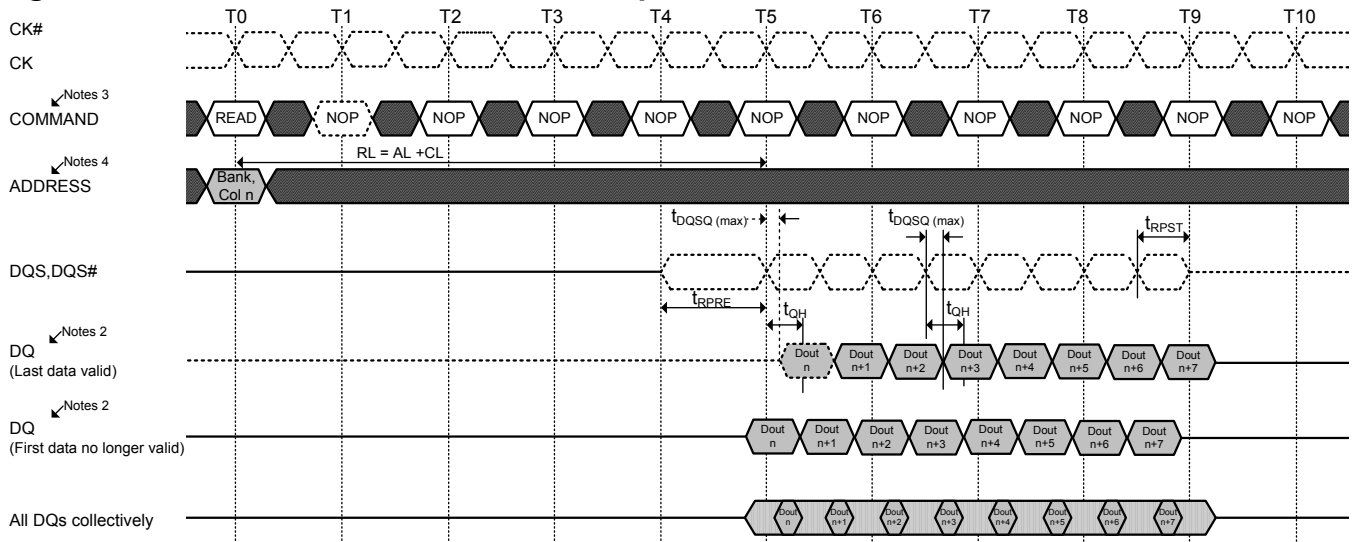 T0 T1 T2 T3 T4 T5 T6 T7 T8 T9 T10
CK#
CK
Notes 3
COMMAND READ NOP NOP NOP NOP NOP NOP NOP NOP NOP NOP
RL = AL +CL
Notes 4
ADDRESS
Bank,
Col n
tDQSQ (max) tDQSQ (max) tRPST
DQS,DQS#
tRPRE tQH tQH
Notes 2
DQ
(Last data valid)
Dout Dout Dout Dout Dout Dout Dout Dout
n n+1 n+2 n+3 n+4 n+5 n+6 n+7
Notes 2
DQ
(First data no longer valid)
Dout Dout Dout Dout Dout Dout Dout Dout
n n+1 n+2 n+3 n+4 n+5 n+6 n+7
All DQs collectively
Dout Dout Dout Dout Dout Dout Dout Dout
n n+1 n+2 n+3 n+4 n+5 n+6 n+7